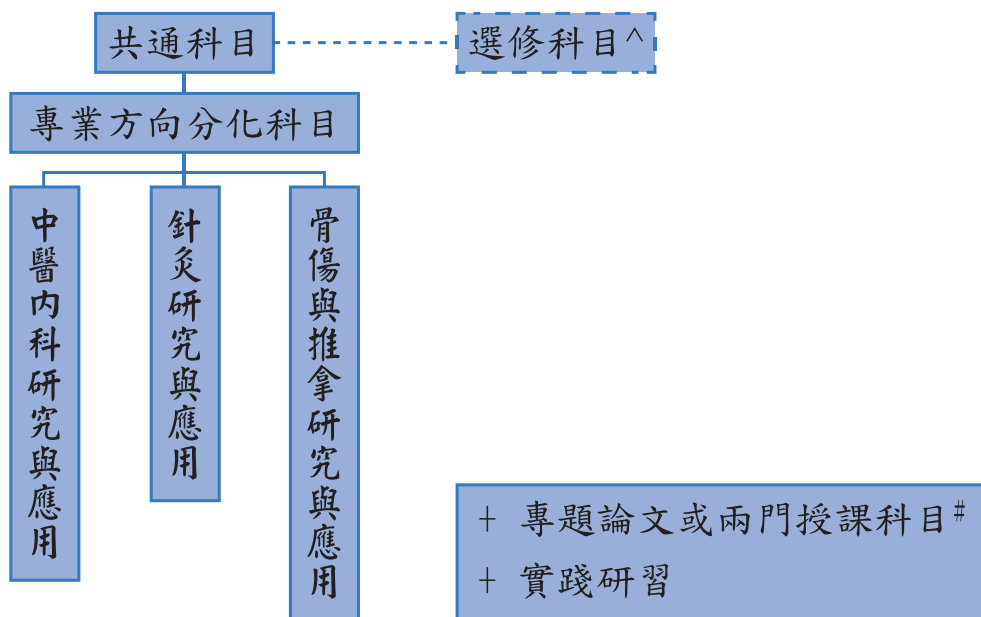 共通科目
選修科目^
專業方向分化科目
中醫内科研究與應用
針灸研究與應用
骨傷與推拿研究與應用
+ 專題論文或兩門授課科目#
+ 實踐研習